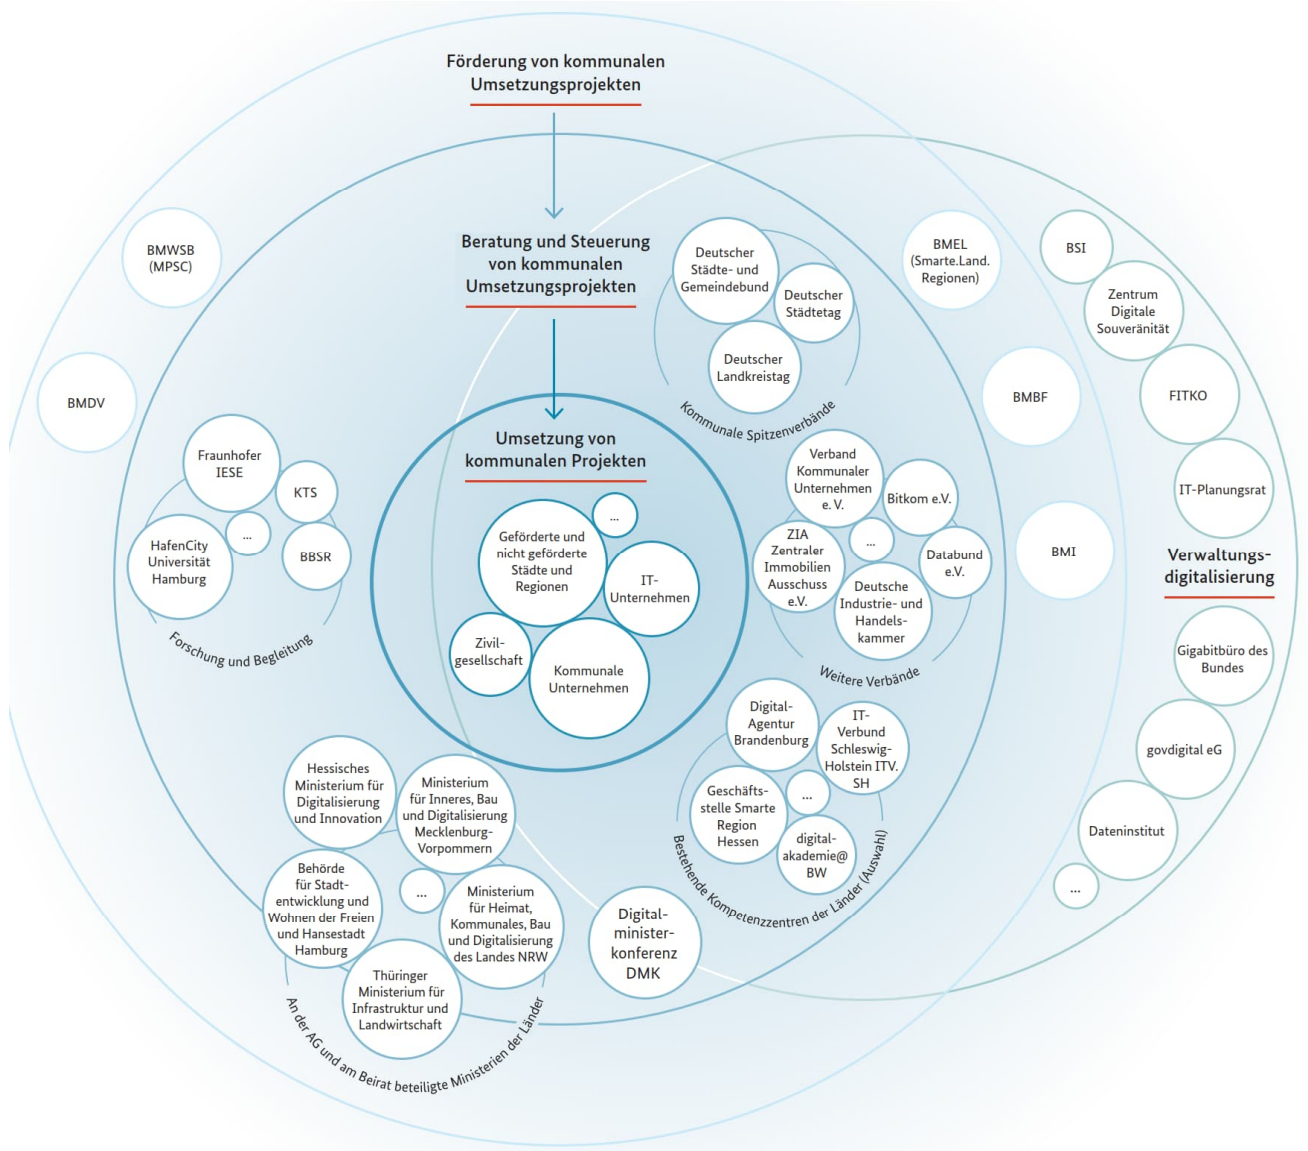 Förderung von kommunalen
Umsetzungsprojekten
Beratung und Steuerung
von kommunalen
Umsetzungsprojekten
Umsetzung von
kommunalen Projekten
Geförderte und
nicht geförderte
Städte und
Regionen
...
IT-
Unternehmen
Zivil-
gesellschaft
Kommunale
Unternehmen
BMWSB
(MPSC)
BMDV
Fraunhofer
IESE
KTS
...
HafenCity
Universität
Hamburg
BBSR
Forschung und Begleitung
Deutscher
Städte- und
Gemeindebund
Deutscher
Städtetag
Deutscher
Landkreistag
Kommunale Spitzenverbände
BMEL
(Smarte.Land.
Regionen)
BMBF
BMI
Verband
Kommunaler
Unternehmen
e. V.
Bitkom e.V.
ZIA
Zentraler
Immobilien
Ausschuss
e.V.
...
Databund
e.V.
Deutsche
Industrie- und
Handels-
kammer
Weitere Verbände
Digital-
Agentur
Brandenburg
IT-
Verbund
Schleswig-
Holstein ITV.
SH
Geschäfts-
stelle Smarte
Region
Hessen
...
digital-
akademie@
BW
Bestehende Kompetenzzentren der Länder (Auswahl)
Hessisches
Ministerium für
Digitalisierung
und Innovation
Ministerium
für Inneres, Bau
und Digitalisierung
Mecklenburg-
Vorpommern
Behörde
für Stadt-
entwicklung und
Wohnen der Freien
und Hansestadt
Hamburg
...
Ministerium
für Heimat,
Kommunales, Bau
und Digitalisierung
des Landes NRW
Thüringer
Ministerium für
Infrastruktur und
Landwirtschaft
An der AG und am Beirat beteiligte Ministerien der Länder
Digital-
minister-
konferenz
DMK
BSI
Zentrum
Digitale
Souveränität
FITKO
IT-Planungsrat
Verwaltungs-
digitalisierung
Gigabitbüro des
Bundes
govdigital eG
Dateninstitut
...